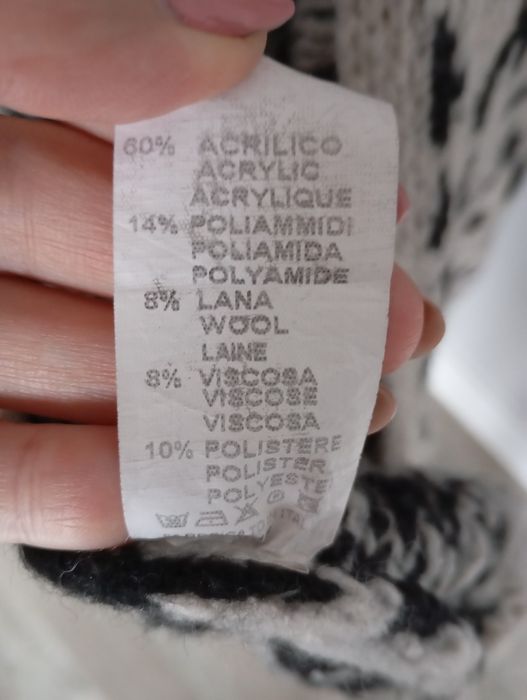 60% ACRILICO
ACRYLIC
ACRYLIQUE
14% POLIAMMIDI
POLIAMIDA
POLYAMIDE
8% LANA
WOOL
LAINE
8% VISCOSA
VISCOSE
VISCOSA
10% POLISTERE
POLISTER
POLYESTE